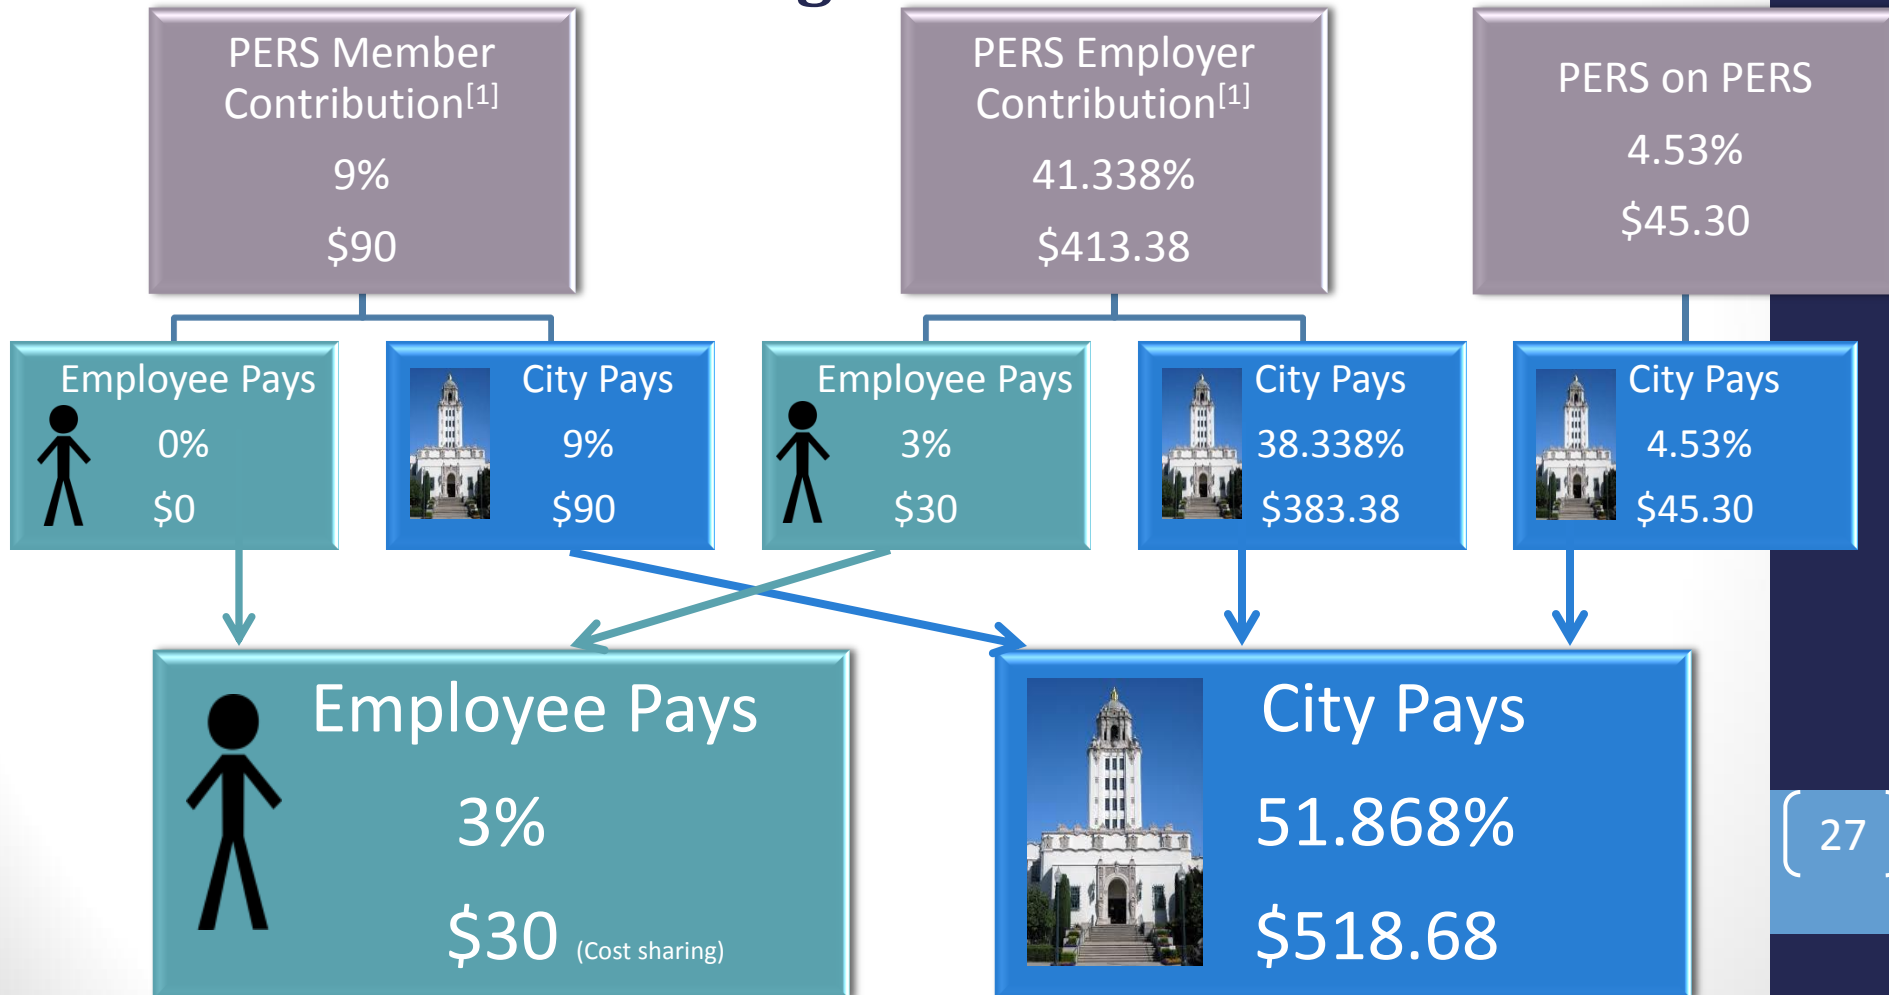 PERS Member
Contribution[1]
9%
$90
PERS Employer
Contribution[1]
41.338%
$413.38
PERS on PERS
4.53%
$45.30
Employee Pays
0%
$0
City Pays
9%
$90
Employee Pays
3%
$30
City Pays
38.338%
$383.38
City Pays
4.53%
$45.30
Employee Pays
3%
$30 (Cost sharing)
City Pays
51.868%
$518.68
27